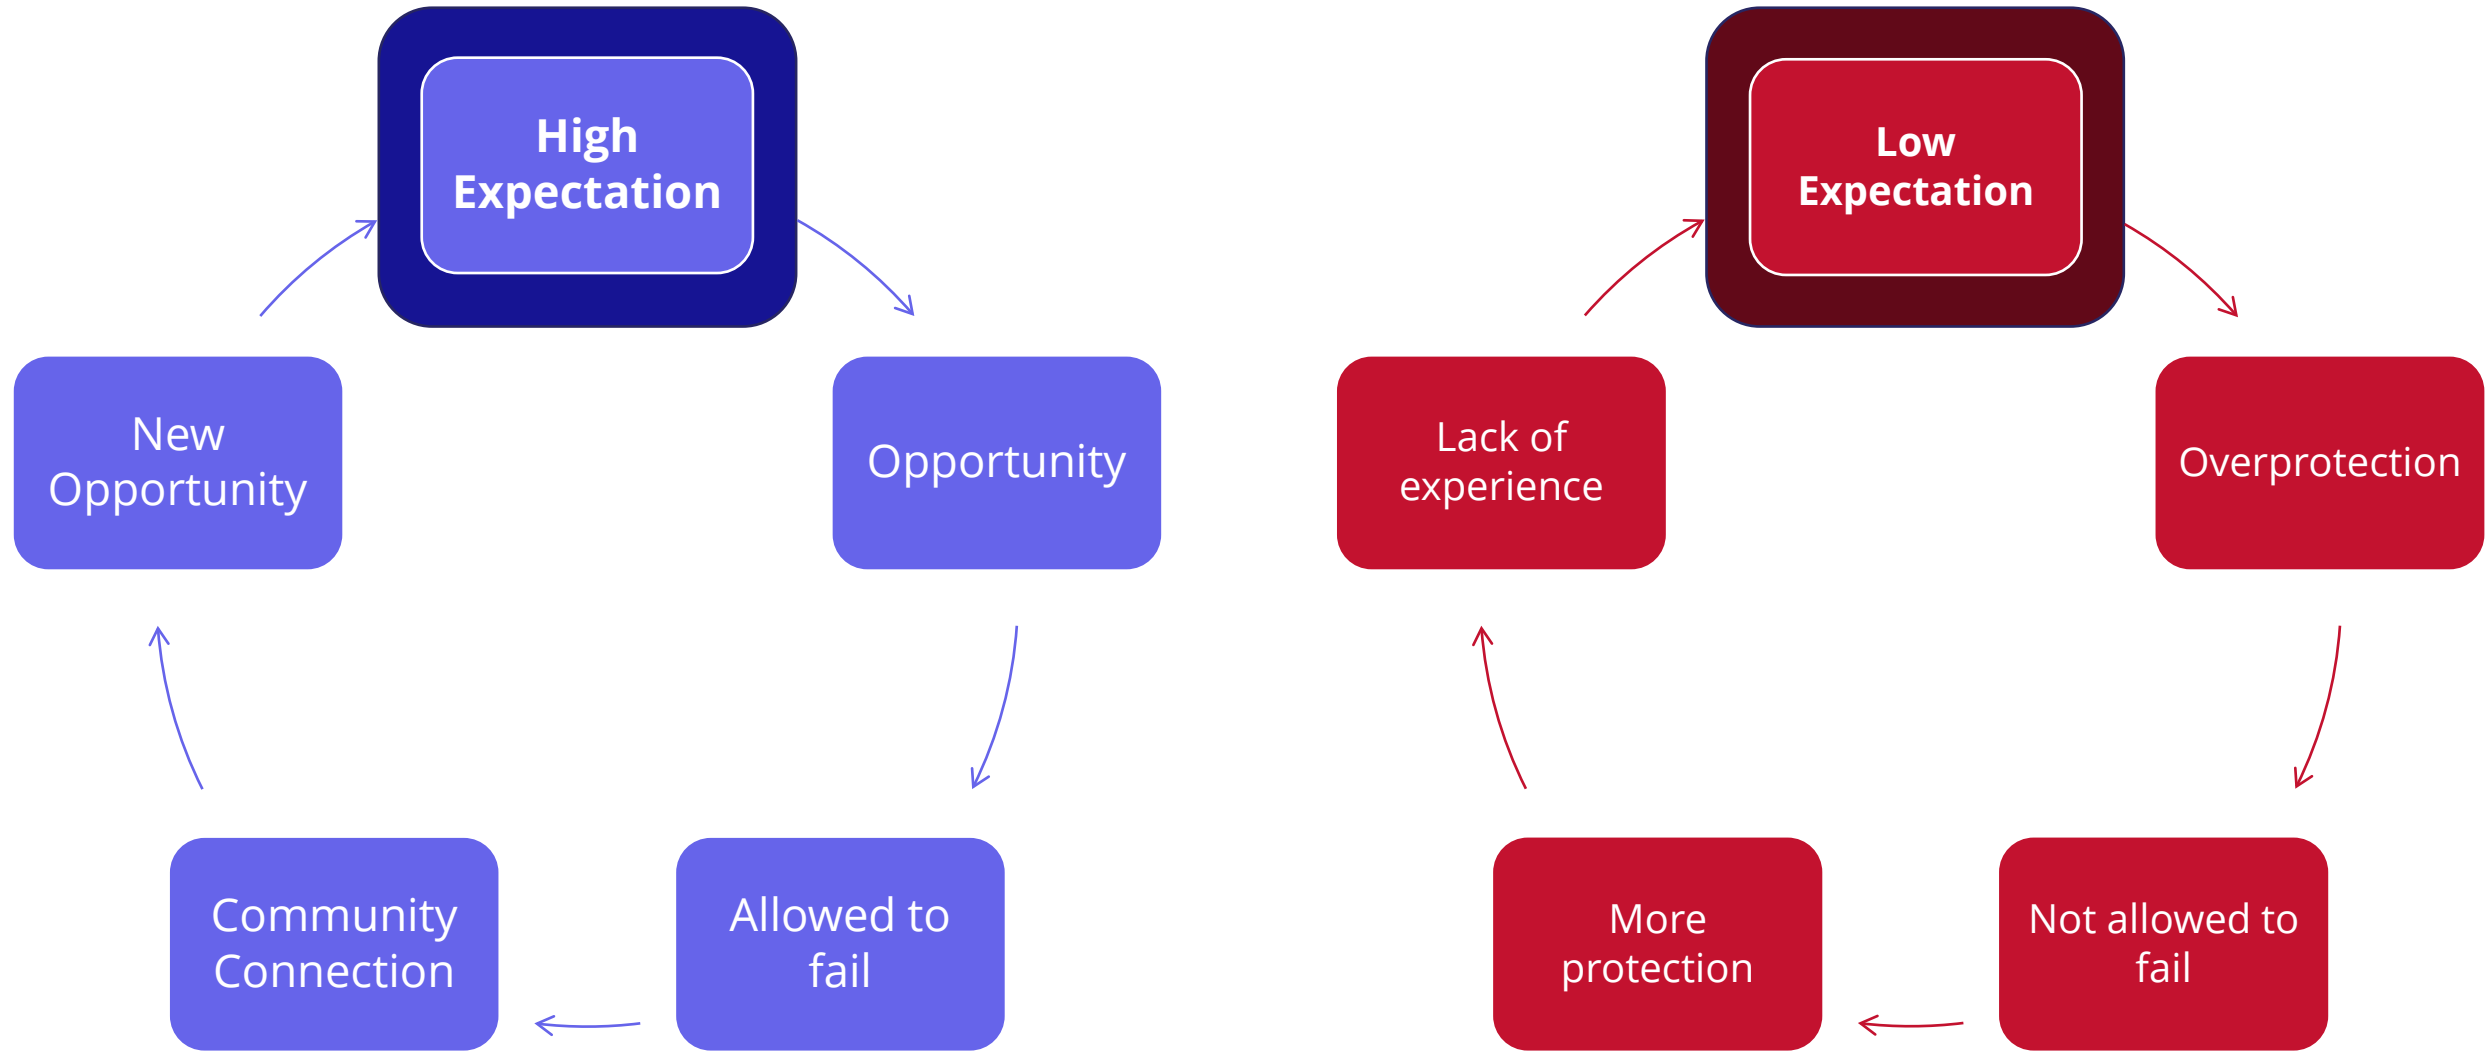 High
Expectation
Opportunity
Allowed to
fail
Community
Connection
New
Opportunity
Low
Expectation
Overprotection
Not allowed to
fail
More
protection
Lack of
experience